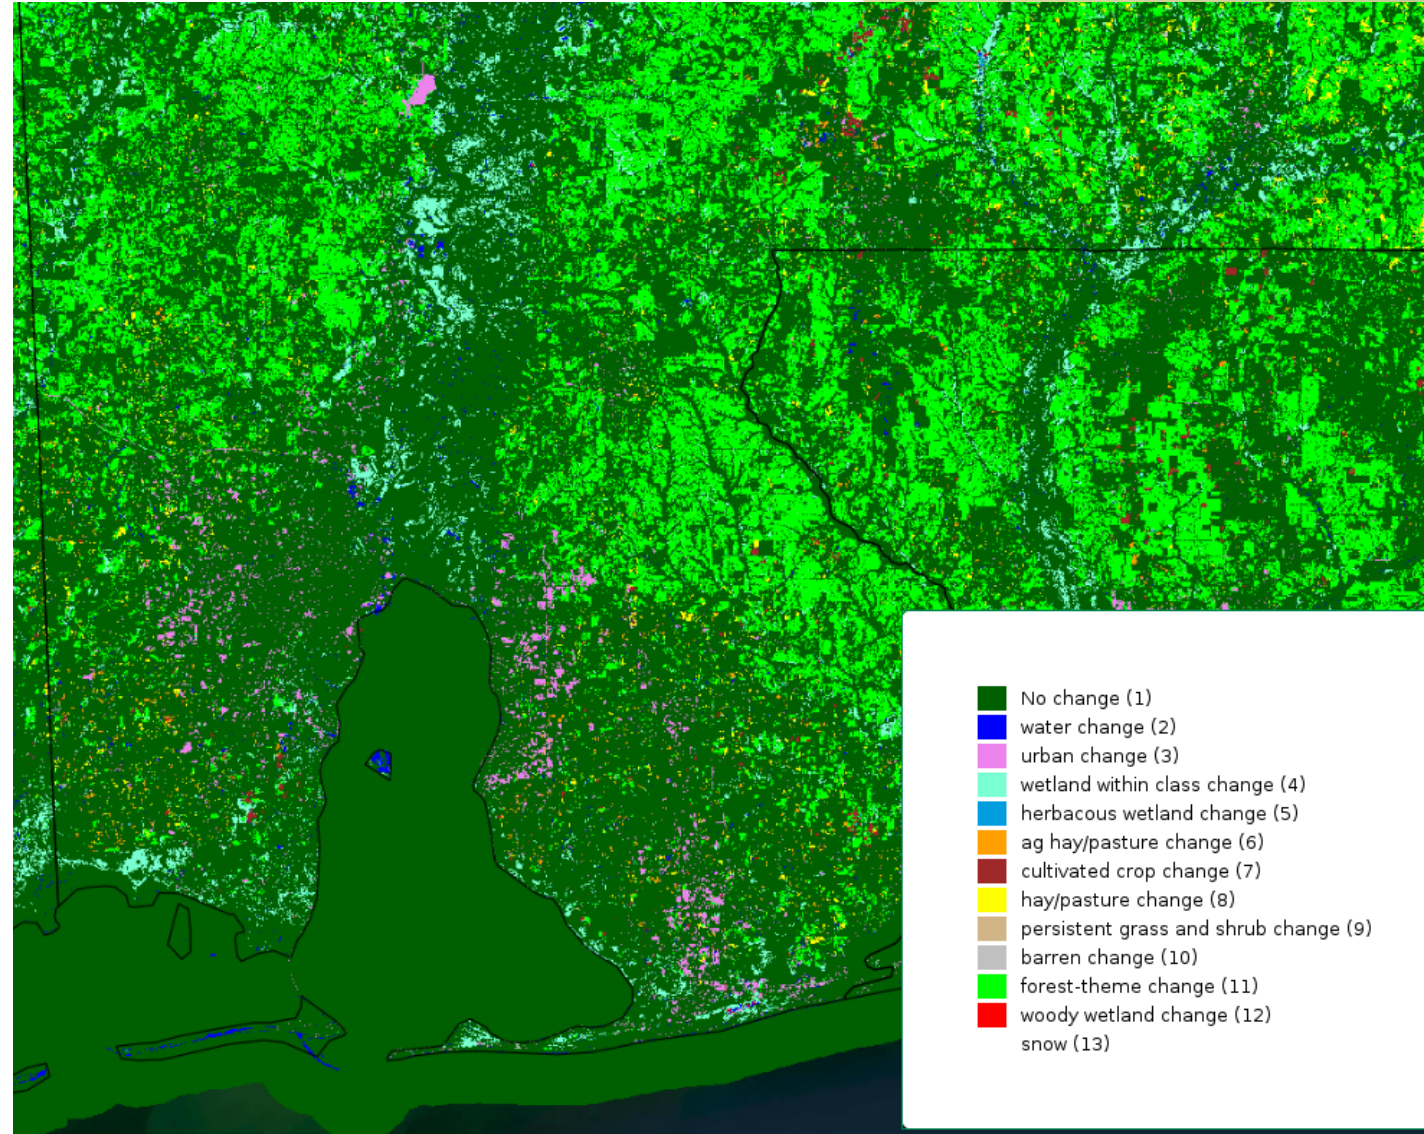 No change (1)
water change (2)
urban change (3)
wetland within class change (4)
herbacous wetland change (5)
ag hay/pasture change (6)
cultivated crop change (7)
hay/pasture change (8)
persistent grass and shrub change (9)
barren change (10)
forest-theme change (11)
woody wetland change (12)
snow (13)